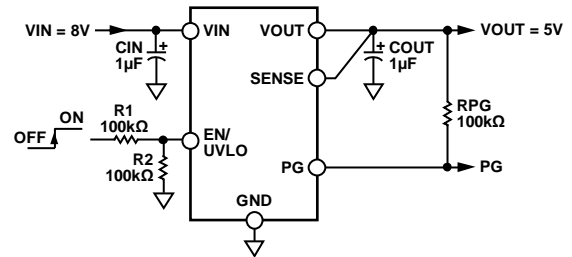 VIN = 8V
VIN
VOUT
VOUT = 5V
CIN
1µF
+
COUT
1µF
+
SENSE
RPG
100kΩ
ON
OFF
R1
100kΩ
EN/
UVLO
R2
100kΩ
PG
PG
GND